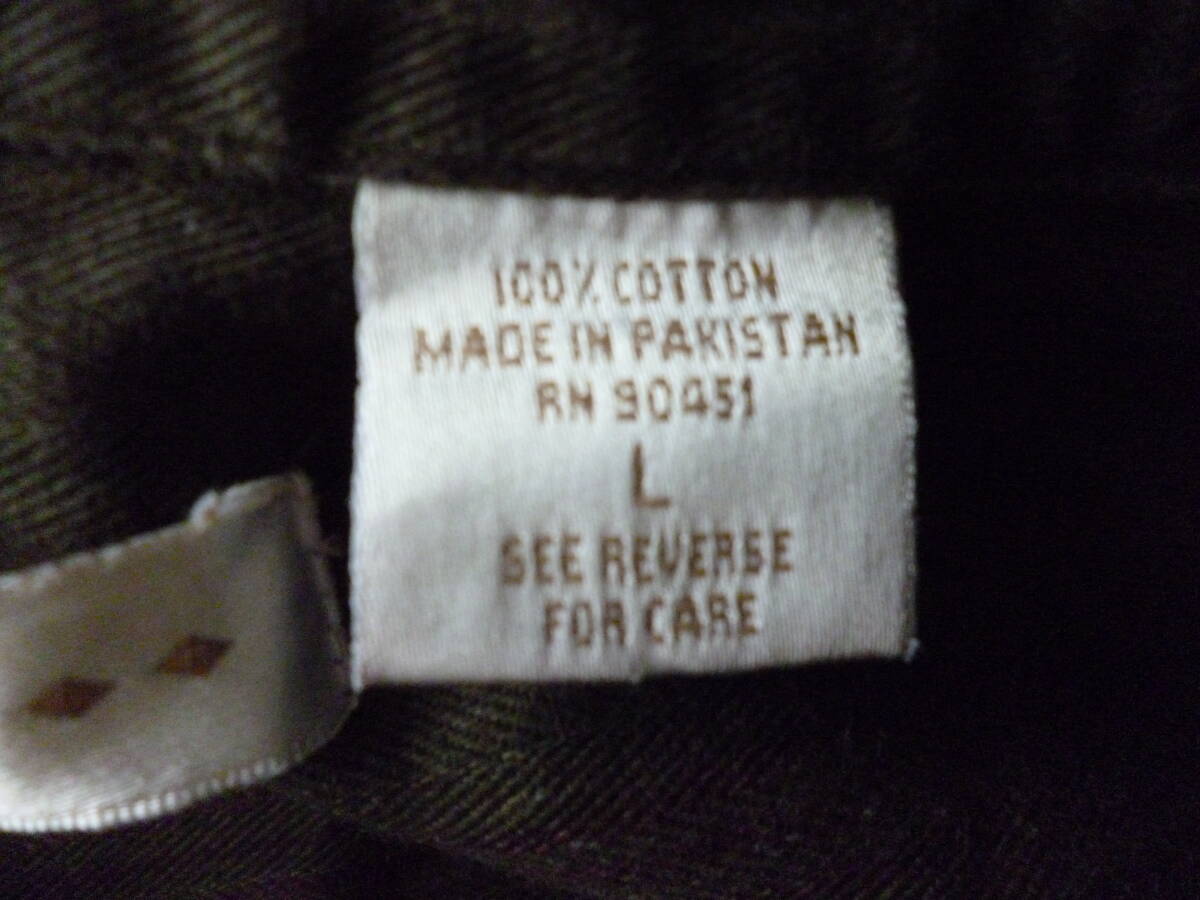 100% COTTON
MADE IN PAKISTAN
RN 90451
L
SEE REVERSE
FOR CARE